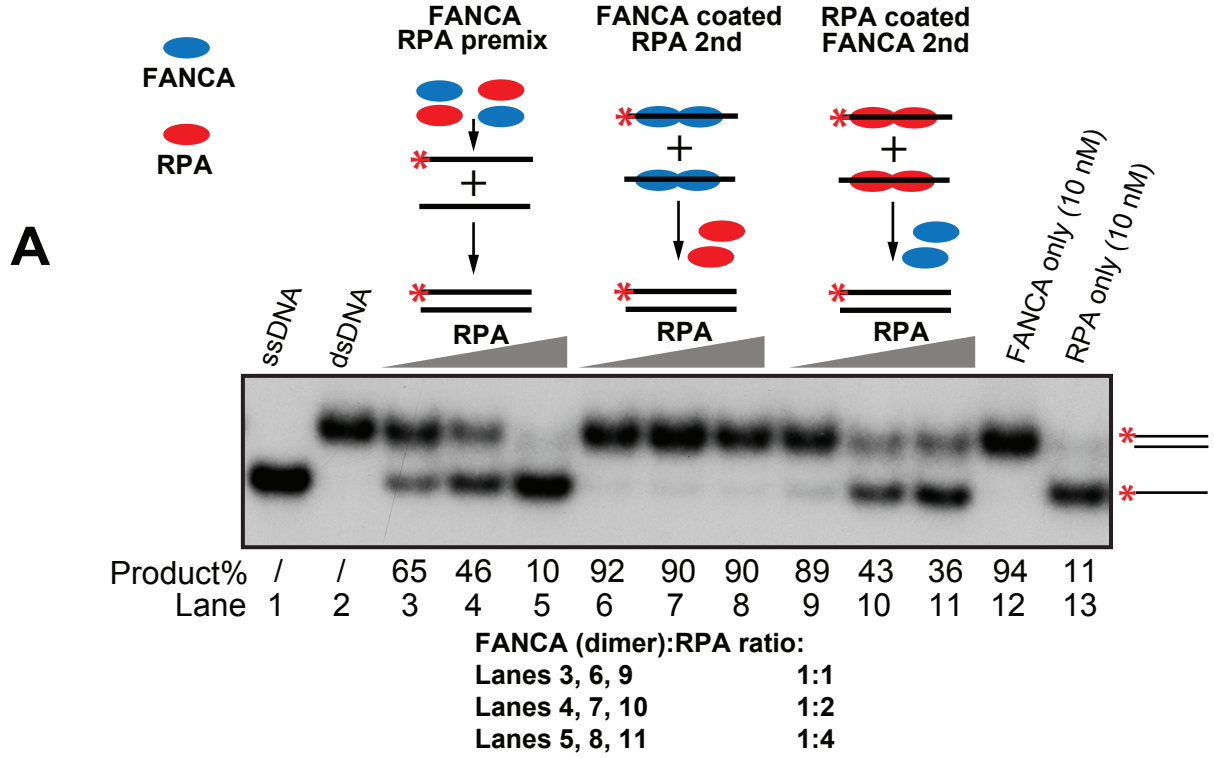 FANCA
RPA premix
FANCA coated
RPA 2nd
RPA coated
FANCA 2nd
FANCA
RPA
A
*
+
*
*
+
*
*
+
*
ssDNA
dsDNA
RPA
RPA
RPA
FANCA only (10 nM)
RPA only (10 nM)
*
*
Product% / / 65 46 10 92 90 90 89 43 36 94 11
Lane 1 2 3 4 5 6 7 8 9 10 11 12 13
FANCA (dimer):RPA ratio:
Lanes 3, 6, 9 1:1
Lanes 4, 7, 10 1:2
Lanes 5, 8, 11 1:4